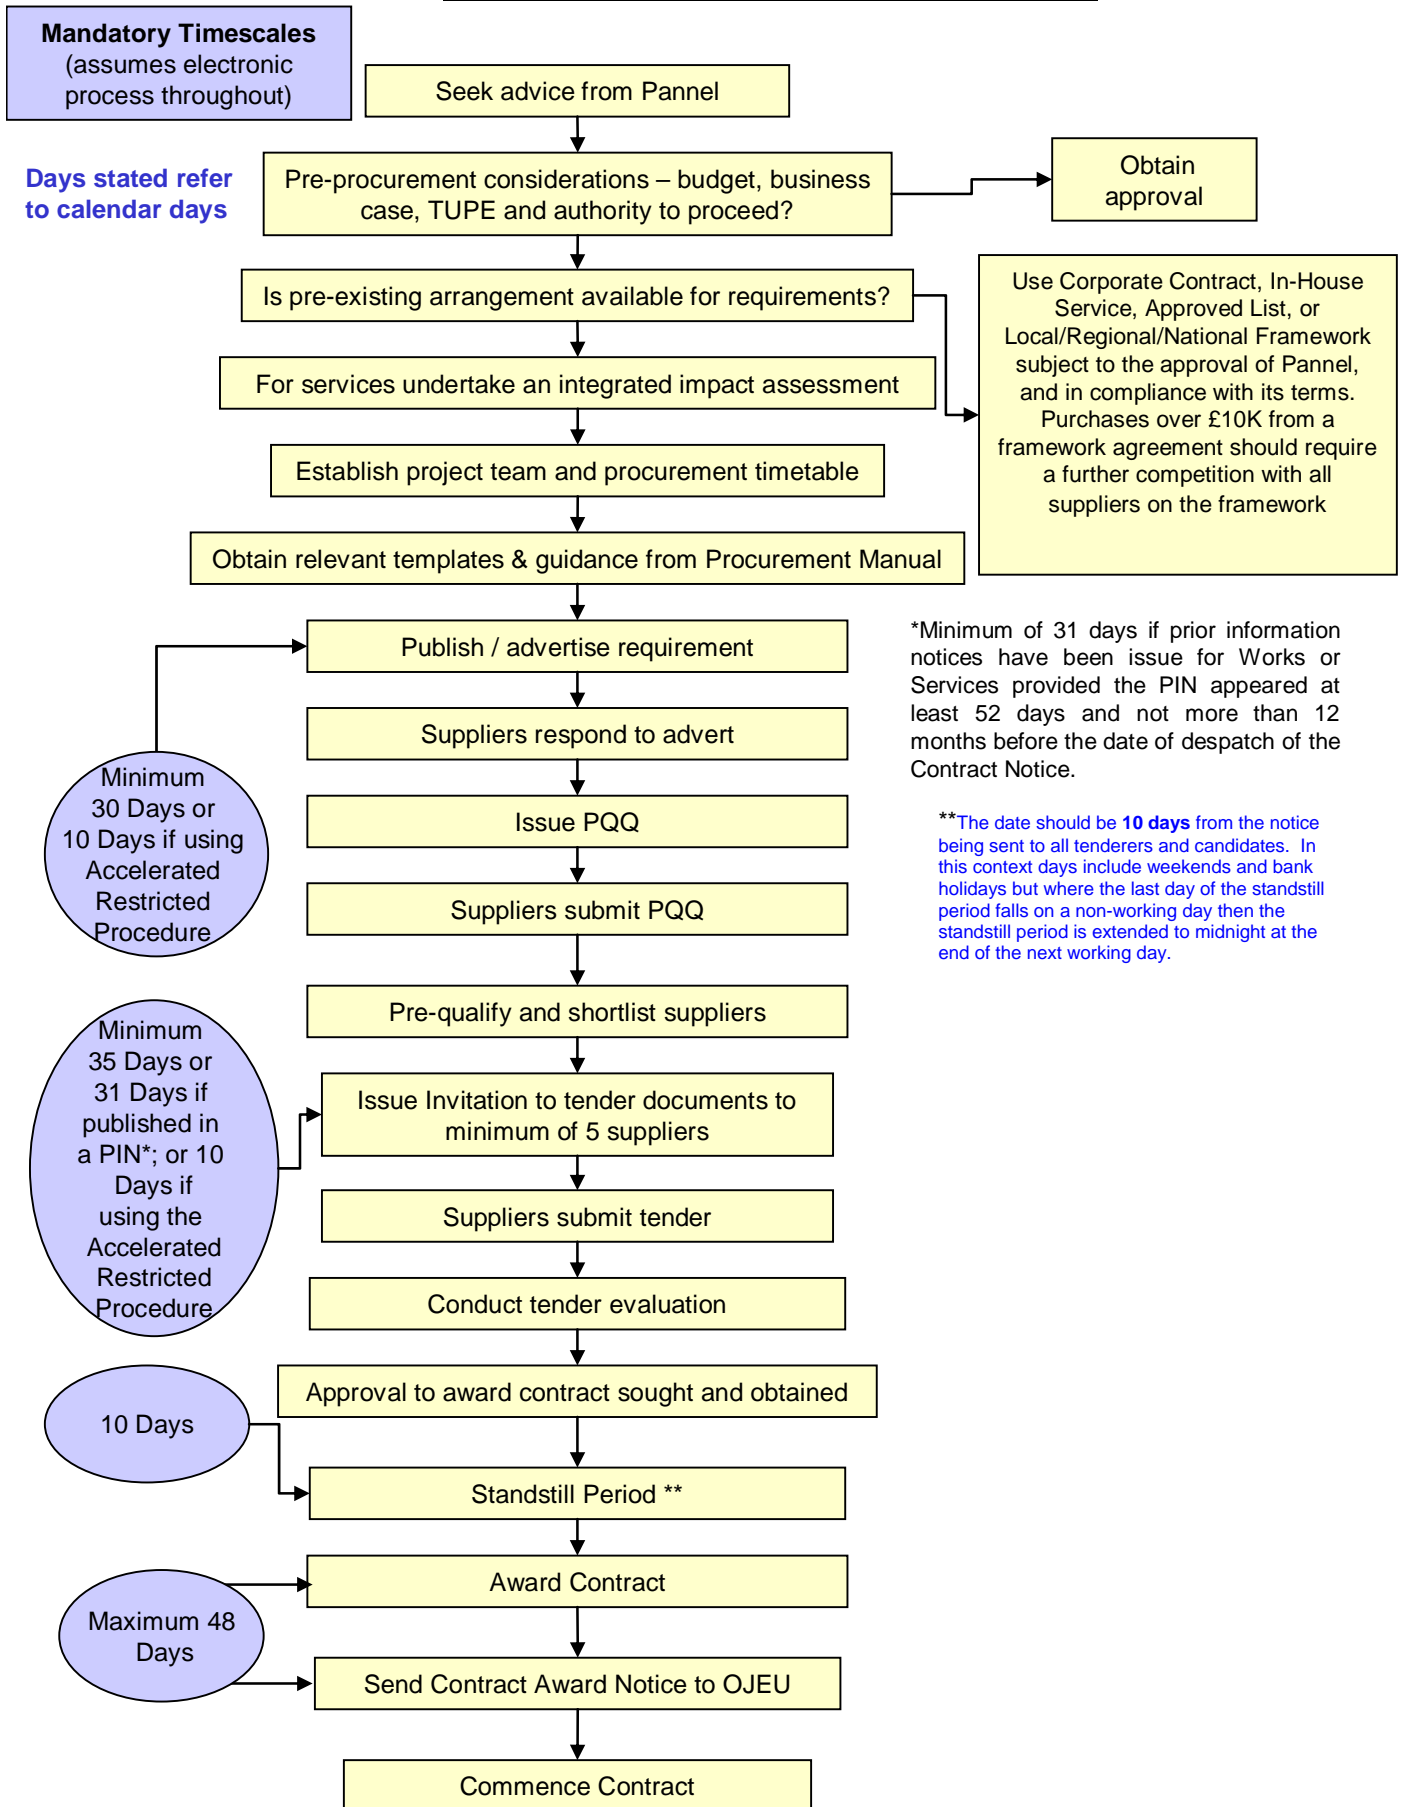 Mandatory Timescales
(assumes electronic
process throughout)
Seek advice from Pannel
Days stated refer
to calendar days
Pre-procurement considerations – budget, business
case, TUPE and authority to proceed?
Obtain
approval
Is pre-existing arrangement available for requirements?
Use Corporate Contract, In-House
Service, Approved List, or
Local/Regional/National Framework
subject to the approval of Pannel,
and in compliance with its terms.
Purchases over £10K from a
framework agreement should require
a further competition with all
suppliers on the framework
For services undertake an integrated impact assessment
Establish project team and procurement timetable
Obtain relevant templates & guidance from Procurement Manual
Publish / advertise requirement
*Minimum of 31 days if prior information
notices have been issue for Works or
Services provided the PIN appeared at
least 52 days and not more than 12
months before the date of despatch of the
Contract Notice.
Suppliers respond to advert
Minimum
30 Days or
10 Days if using
Accelerated
Restricted
Procedure
Issue PQQ
**The date should be 10 days from the notice
being sent to all tenderers and candidates. In
this context days include weekends and bank
holidays but where the last day of the standstill
period falls on a non-working day then the
standstill period is extended to midnight at the
end of the next working day.
Suppliers submit PQQ
Pre-qualify and shortlist suppliers
Minimum
35 Days or
31 Days if
published in
a PIN*; or 10
Days if
using the
Accelerated
Restricted
Procedure
Issue Invitation to tender documents to
minimum of 5 suppliers
Suppliers submit tender
Conduct tender evaluation
Approval to award contract sought and obtained
10 Days
Standstill Period **
Award Contract
Maximum 48
Days
Send Contract Award Notice to OJEU
Commence Contract